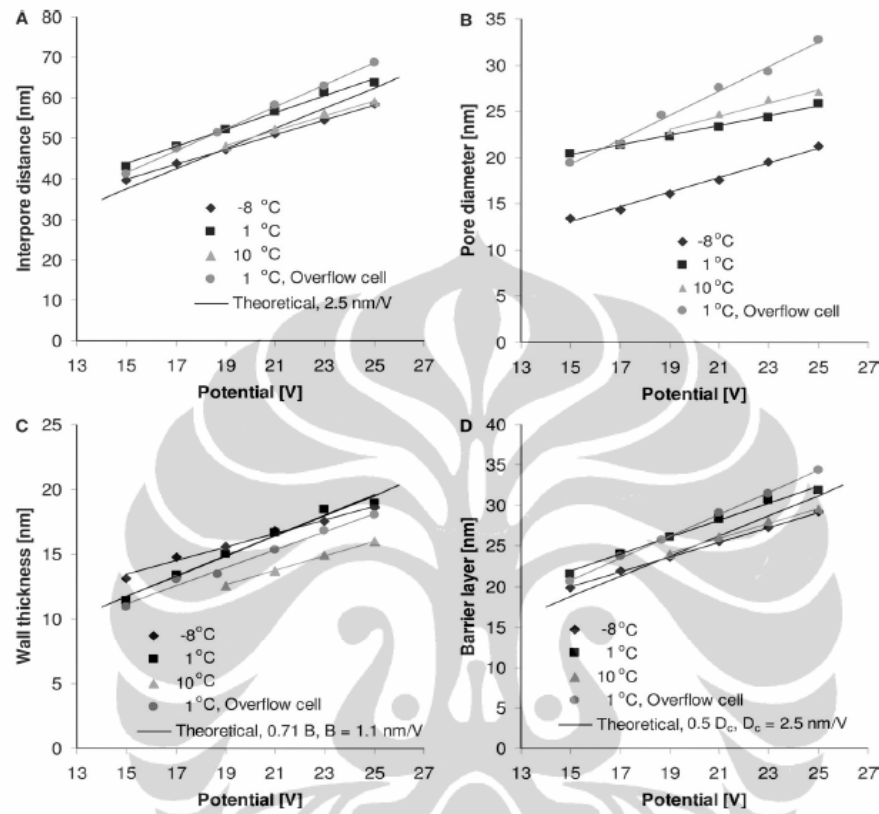 A
Interpore distance [nm]
80
70
60
50
40
30
20
10
0
-8 °C
1 °C
10 °C
1 °C, Overflow cell
Theoretical, 2.5 nm/V
13 15 17 19 21 23 25 27
Potential [V]
B
Pore diameter [nm]
35
30
25
20
15
10
5
0
-8°C
1°C
10°C
1°C, Overflow cell
13 15 17 19 21 23 25 27
Potential [V]
C
Wall thickness [nm]
25
20
15
10
5
0
-8°C
1°C
10°C
1°C, Overflow cell
Theoretical, 0.71 B, B = 1.1 nm/V
13 15 17 19 21 23 25 27
Potential [V]
D
Barrier layer [nm]
40
35
30
25
20
15
10
5
0
-8°C
1°C
10°C
1°C, Overflow cell
Theoretical, 0.5 Dc, Dc = 2.5 nm/V
13 15 17 19 21 23 25 27
Potential [V]